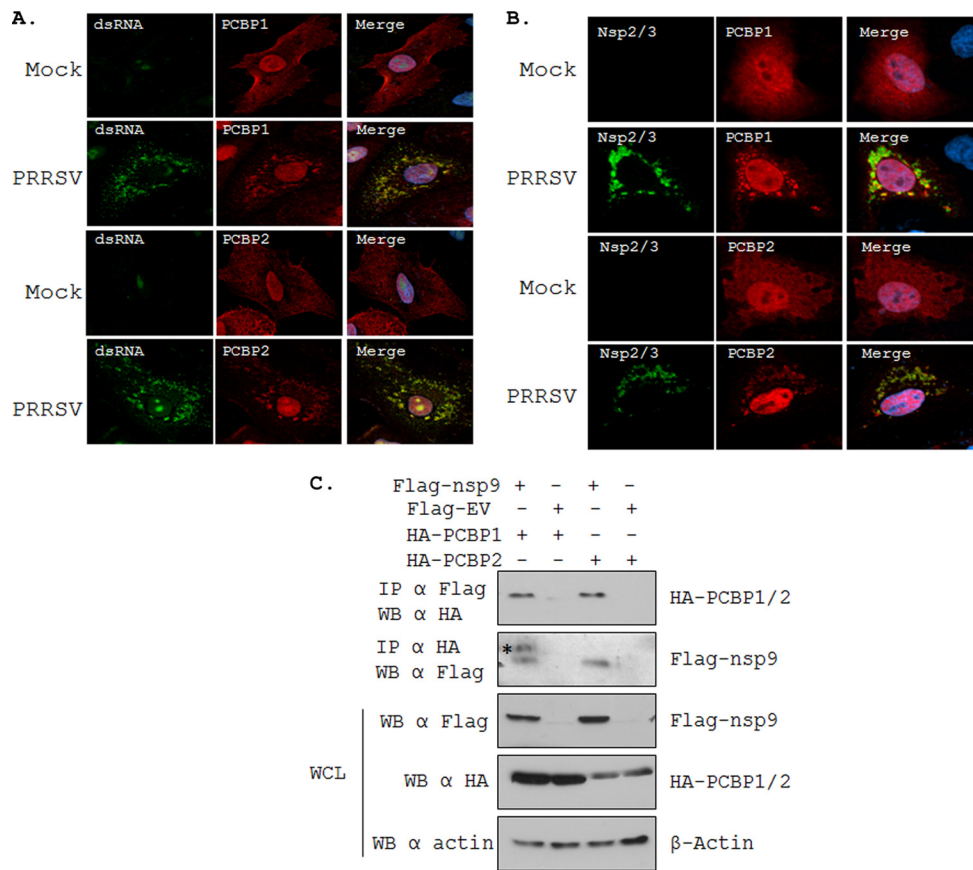 A.
dsRNA PCBP1 Merge
Mock
dsRNA PCBP1 Merge
PRRSV
dsRNA PCBP2 Merge
Mock
dsRNA PCBP2 Merge
PRRSV
B.
Nsp2/3 PCBP1 Merge
Mock
Nsp2/3 PCBP1 Merge
PRRSV
Nsp2/3 PCBP2 Merge
Mock
Nsp2/3 PCBP2 Merge
PRRSV
C.
Flag-nsp9 + – + –
Flag-EV – + – +
HA-PCBP1 + + – –
HA-PCBP2 – – + +
IP α Flag
WB α HA
HA-PCBP1/2
IP α HA
WB α Flag
*
Flag-nsp9
WCL
WB α Flag
Flag-nsp9
WB α HA
HA-PCBP1/2
WB α actin
β-Actin